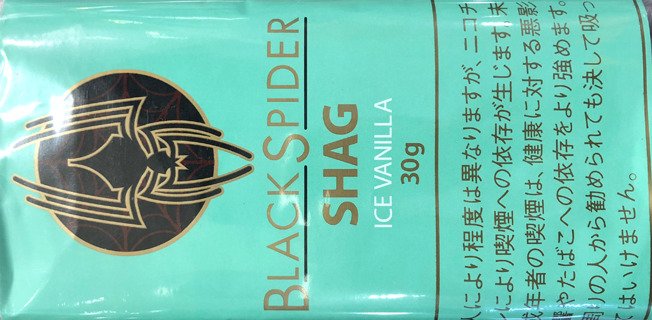 BLACK SPIDER
SHAG
ICE VANILLA
30g
人により程度は異なりますが、ニコチ
により喫煙への依存が生じます。未
成年者の喫煙は、健康に対する悪影
響やたばこへの依存をより強めます。
周りの人から勧められても決して吸っ
てはいけません。